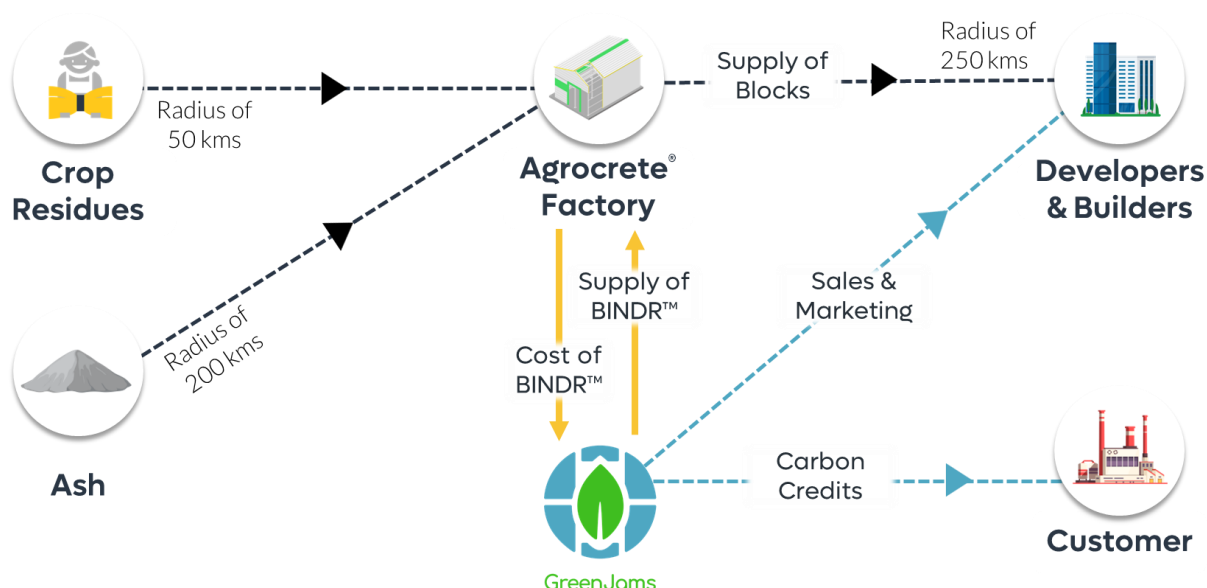 Radius of
50 kms
Crop
Residues
Agrocrete®
Factory
Supply of
Blocks
Radius of
250 kms
Developers
& Builders
Radius of
200 kms
Ash
Cost of
BINDR™
Supply of
BINDR™
Sales &
Marketing
Carbon
Credits
Customer
GreenJams